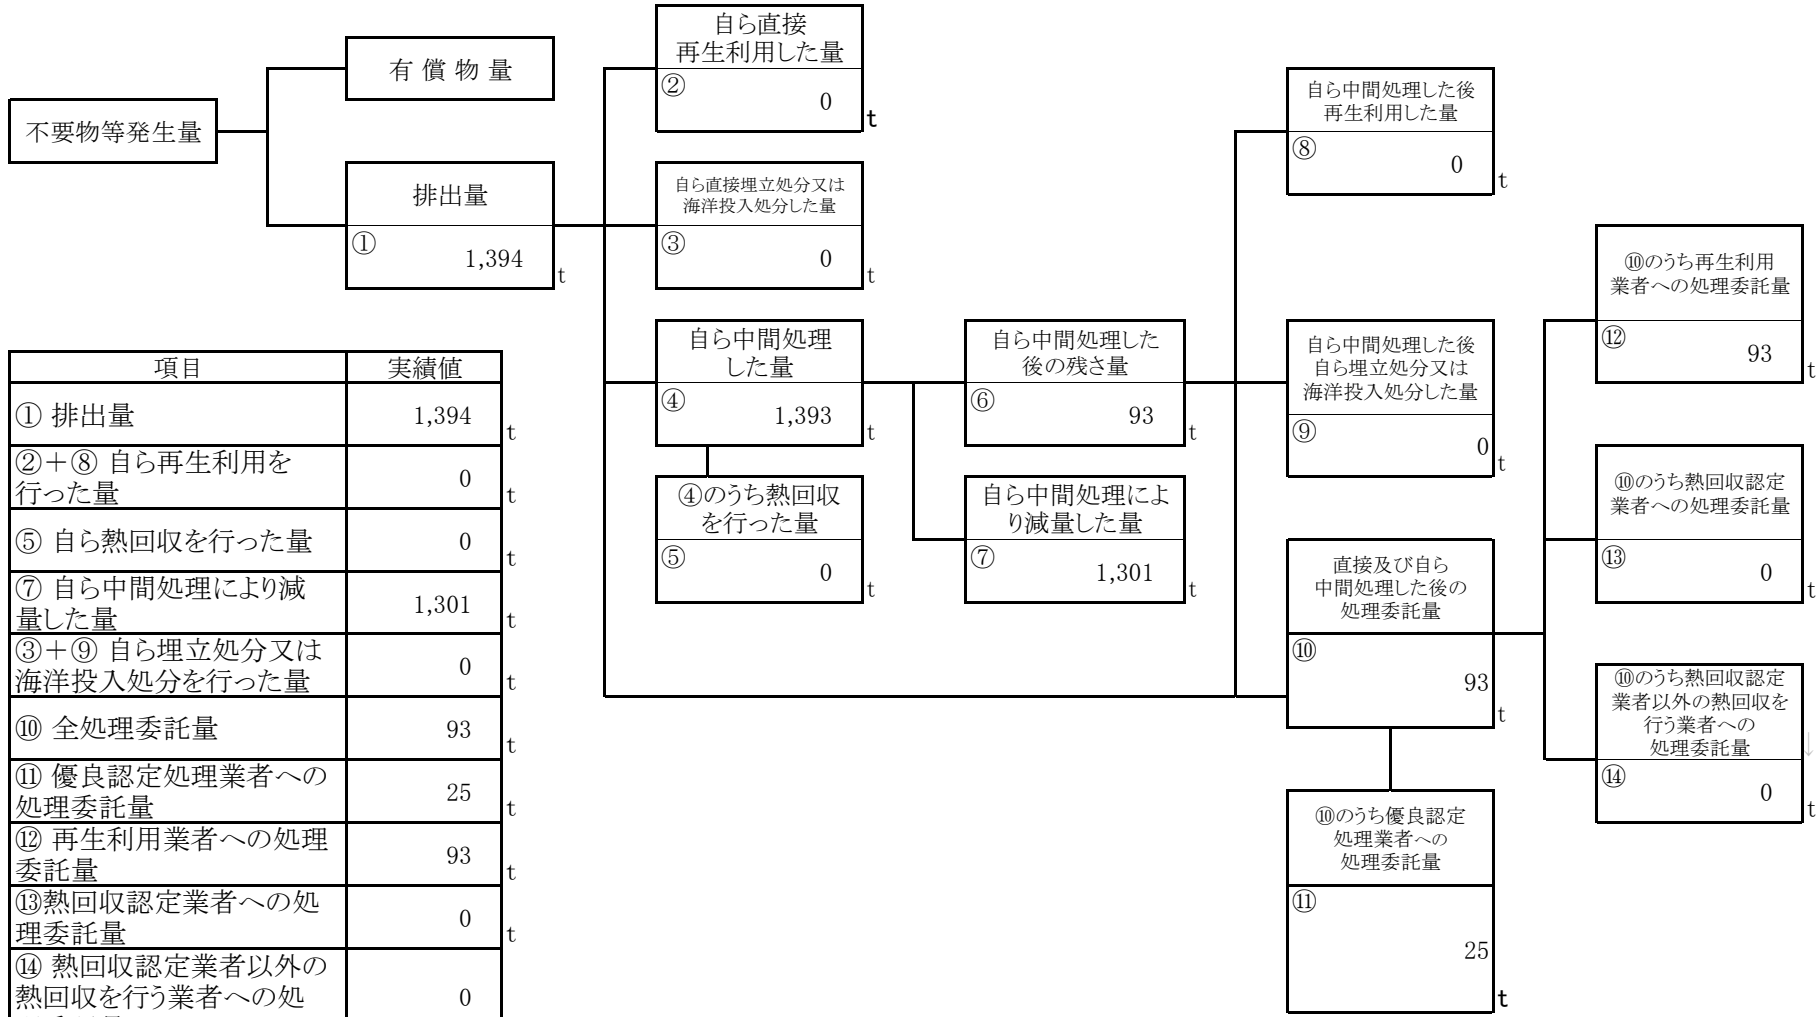 不要物等発生量
有 償 物 量
排出量
①
1,394
t
自ら直接
再生利用した量
②
0
t
自ら直接埋立処分又は
海洋投入処分した量
③
0
t
自ら中間処理
した量
④
1,393
t
④のうち熱回収
を行った量
⑤
0
t
自ら中間処理した
後の残さ量
⑥
93
t
自ら中間処理によ
り減量した量
⑦
1,301
t
自ら中間処理した後
再生利用した量
⑧
0
t
自ら中間処理した後
自ら埋立処分又は
海洋投入処分した量
⑨
0
t
直接及び自ら
中間処理した後の
処理委託量
⑩
93
t
⑩のうち優良認定
処理業者への
処理委託量
⑪
25
t
⑩のうち再生利用
業者への処理委託量
⑫
93
t
⑩のうち熱回収認定
業者への処理委託量
⑬
0
t
⑩のうち熱回収認定
業者以外の熱回収を
行う業者への
処理委託量
↓
⑭
0
t
項目 実績値
① 排出量 1,394 t
②＋⑧ 自ら再生利用を
行った量 0 t
⑤ 自ら熱回収を行った量 0 t
⑦ 自ら中間処理により減
量した量 1,301 t
③＋⑨ 自ら埋立処分又は
海洋投入処分を行った量 0 t
⑩ 全処理委託量 93 t
⑪ 優良認定処理業者への
処理委託量 25 t
⑫ 再生利用業者への処理
委託量 93 t
⑬熱回収認定業者への処
理委託量 0 t
⑭ 熱回収認定業者以外の
熱回収を行う業者への処 0